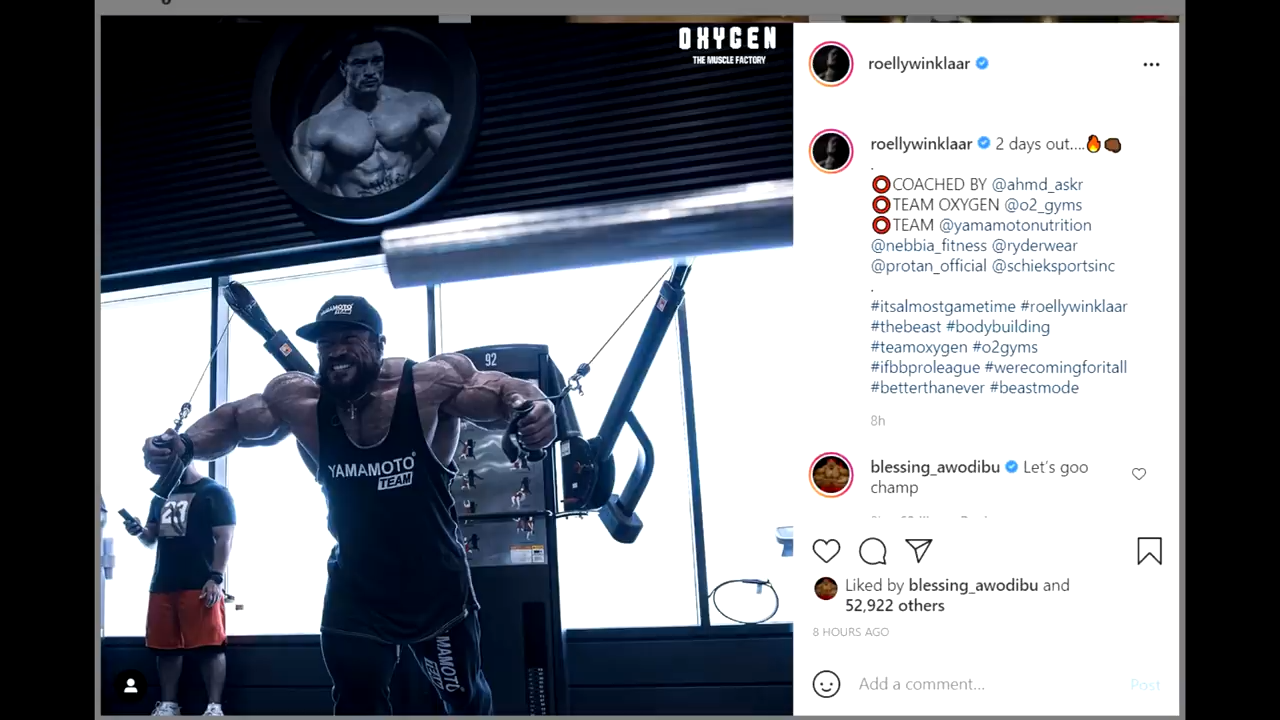 OXYGEN
THE MUSCLE FACTORY
YAMAMOTO
92
YAMAMOTO
TEAM
23
MAMOTO
roellywinklaar
roellywinklaar 2 days out....🔥👊🏿
.
⭕COACHED BY @ahmd_askr
⭕TEAM OXYGEN @o2_gyms
⭕TEAM @yamamotonutrition
@nebbia_fitness @ryderwear
@protan_official @schieksportsinc
.
#itsalmostgametime #roellywinklaar
#thebeast #bodybuilding
#teamoxygen #o2gyms
#ifbbproleague #werecomingforitall
#betterthanever #beastmode
8h
blessing_awodibu Let's goo
champ
Liked by blessing_awodibu and
52,922 others
8 HOURS AGO
Add a comment...
Post